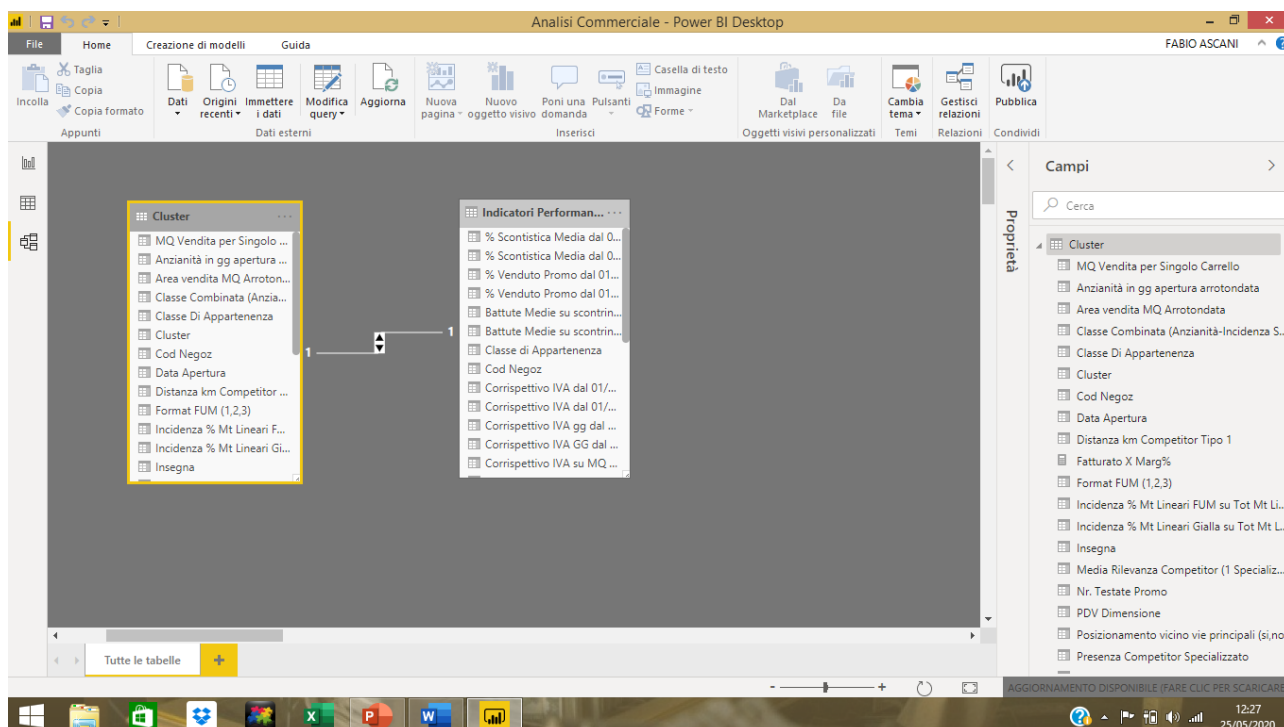 Analisi Commerciale - Power BI Desktop
File
Home
Creazione di modelli
Guida
FABIO ASCANI
Incolla
Taglia
Copia
Copia formato
Appunti
Dati
Origini recenti
Immettere i dati
Modifica query
Aggiorna
Dati esterni
Nuova pagina
Nuovo oggetto visivo
Poni una domanda
Pulsanti
Casella di testo
Immagine
Forme
Inserisci
Dal Marketplace
Da file
Oggetti visivi personalizzati
Cambia tema
Temi
Gestisci relazioni
Relazioni
Pubblica
Condividi
Cluster ...
MQ Vendita per Singolo ...
Anzianità in gg apertura ...
Area vendita MQ Arroton...
Classe Combinata (Anzia...
Classe Di Appartenenza
Cluster
Cod Negoz
Data Apertura
Distanza km Competitor ...
Format FUM (1,2,3)
Incidenza % Mt Lineari F...
Incidenza % Mt Lineari Gi...
Insegna
1
1
Indicatori Performan... ...
% Scontistica Media dal 0...
% Scontistica Media dal 0...
% Venduto Promo dal 01...
% Venduto Promo dal 01...
Battute Medie su scontrin...
Battute Medie su scontrin...
Classe di Appartenenza
Cod Negoz
Corrispettivo IVA dal 01/...
Corrispettivo IVA dal 01/...
Corrispettivo IVA gg dal ...
Corrispettivo IVA GG dal ...
Corrispettivo IVA su MQ ...
Proprietà
Campi
Cerca
Cluster
MQ Vendita per Singolo Carrello
Anzianità in gg apertura arrotondata
Area vendita MQ Arrotondata
Classe Combinata (Anzianità-Incidenza S...
Classe Di Appartenenza
Cluster
Cod Negoz
Data Apertura
Distanza km Competitor Tipo 1
Fatturato X Marg%
Format FUM (1,2,3)
Incidenza % Mt Lineari FUM su Tot Mt Li...
Incidenza % Mt Lineari Gialla su Tot Mt L...
Insegna
Media Rilevanza Competitor (1 Specializ...
Nr. Testate Promo
PDV Dimensione
Posizionamento vicino vie principali (si,no
Presenza Competitor Specializzato
Tutte le tabelle
+
- +
AGGIORNAMENTO DISPONIBILE (FARE CLIC PER SCARICARE
12:27
25/05/2020